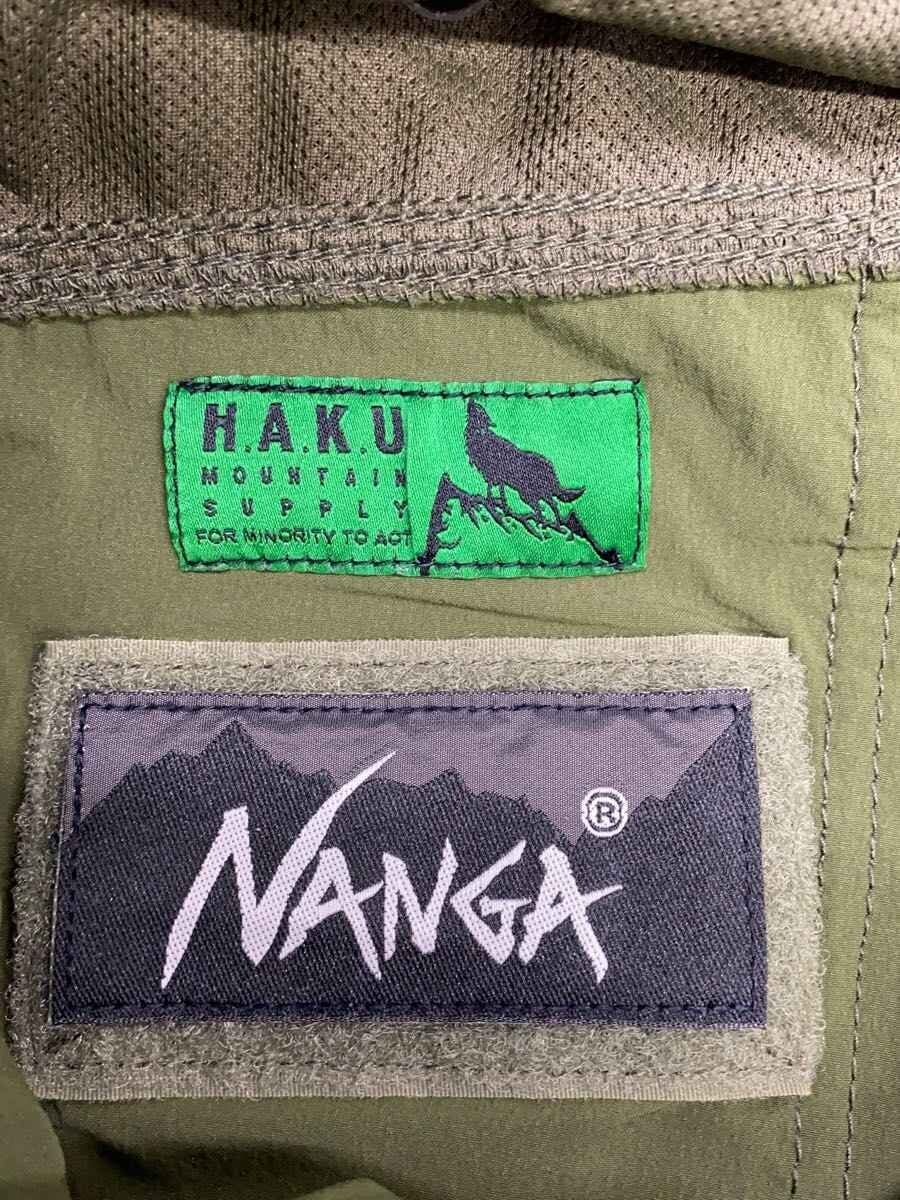 H.A.K.U
MOUNTAIN
SUPPLY
FOR MINORITY TO ACT
NANGA®